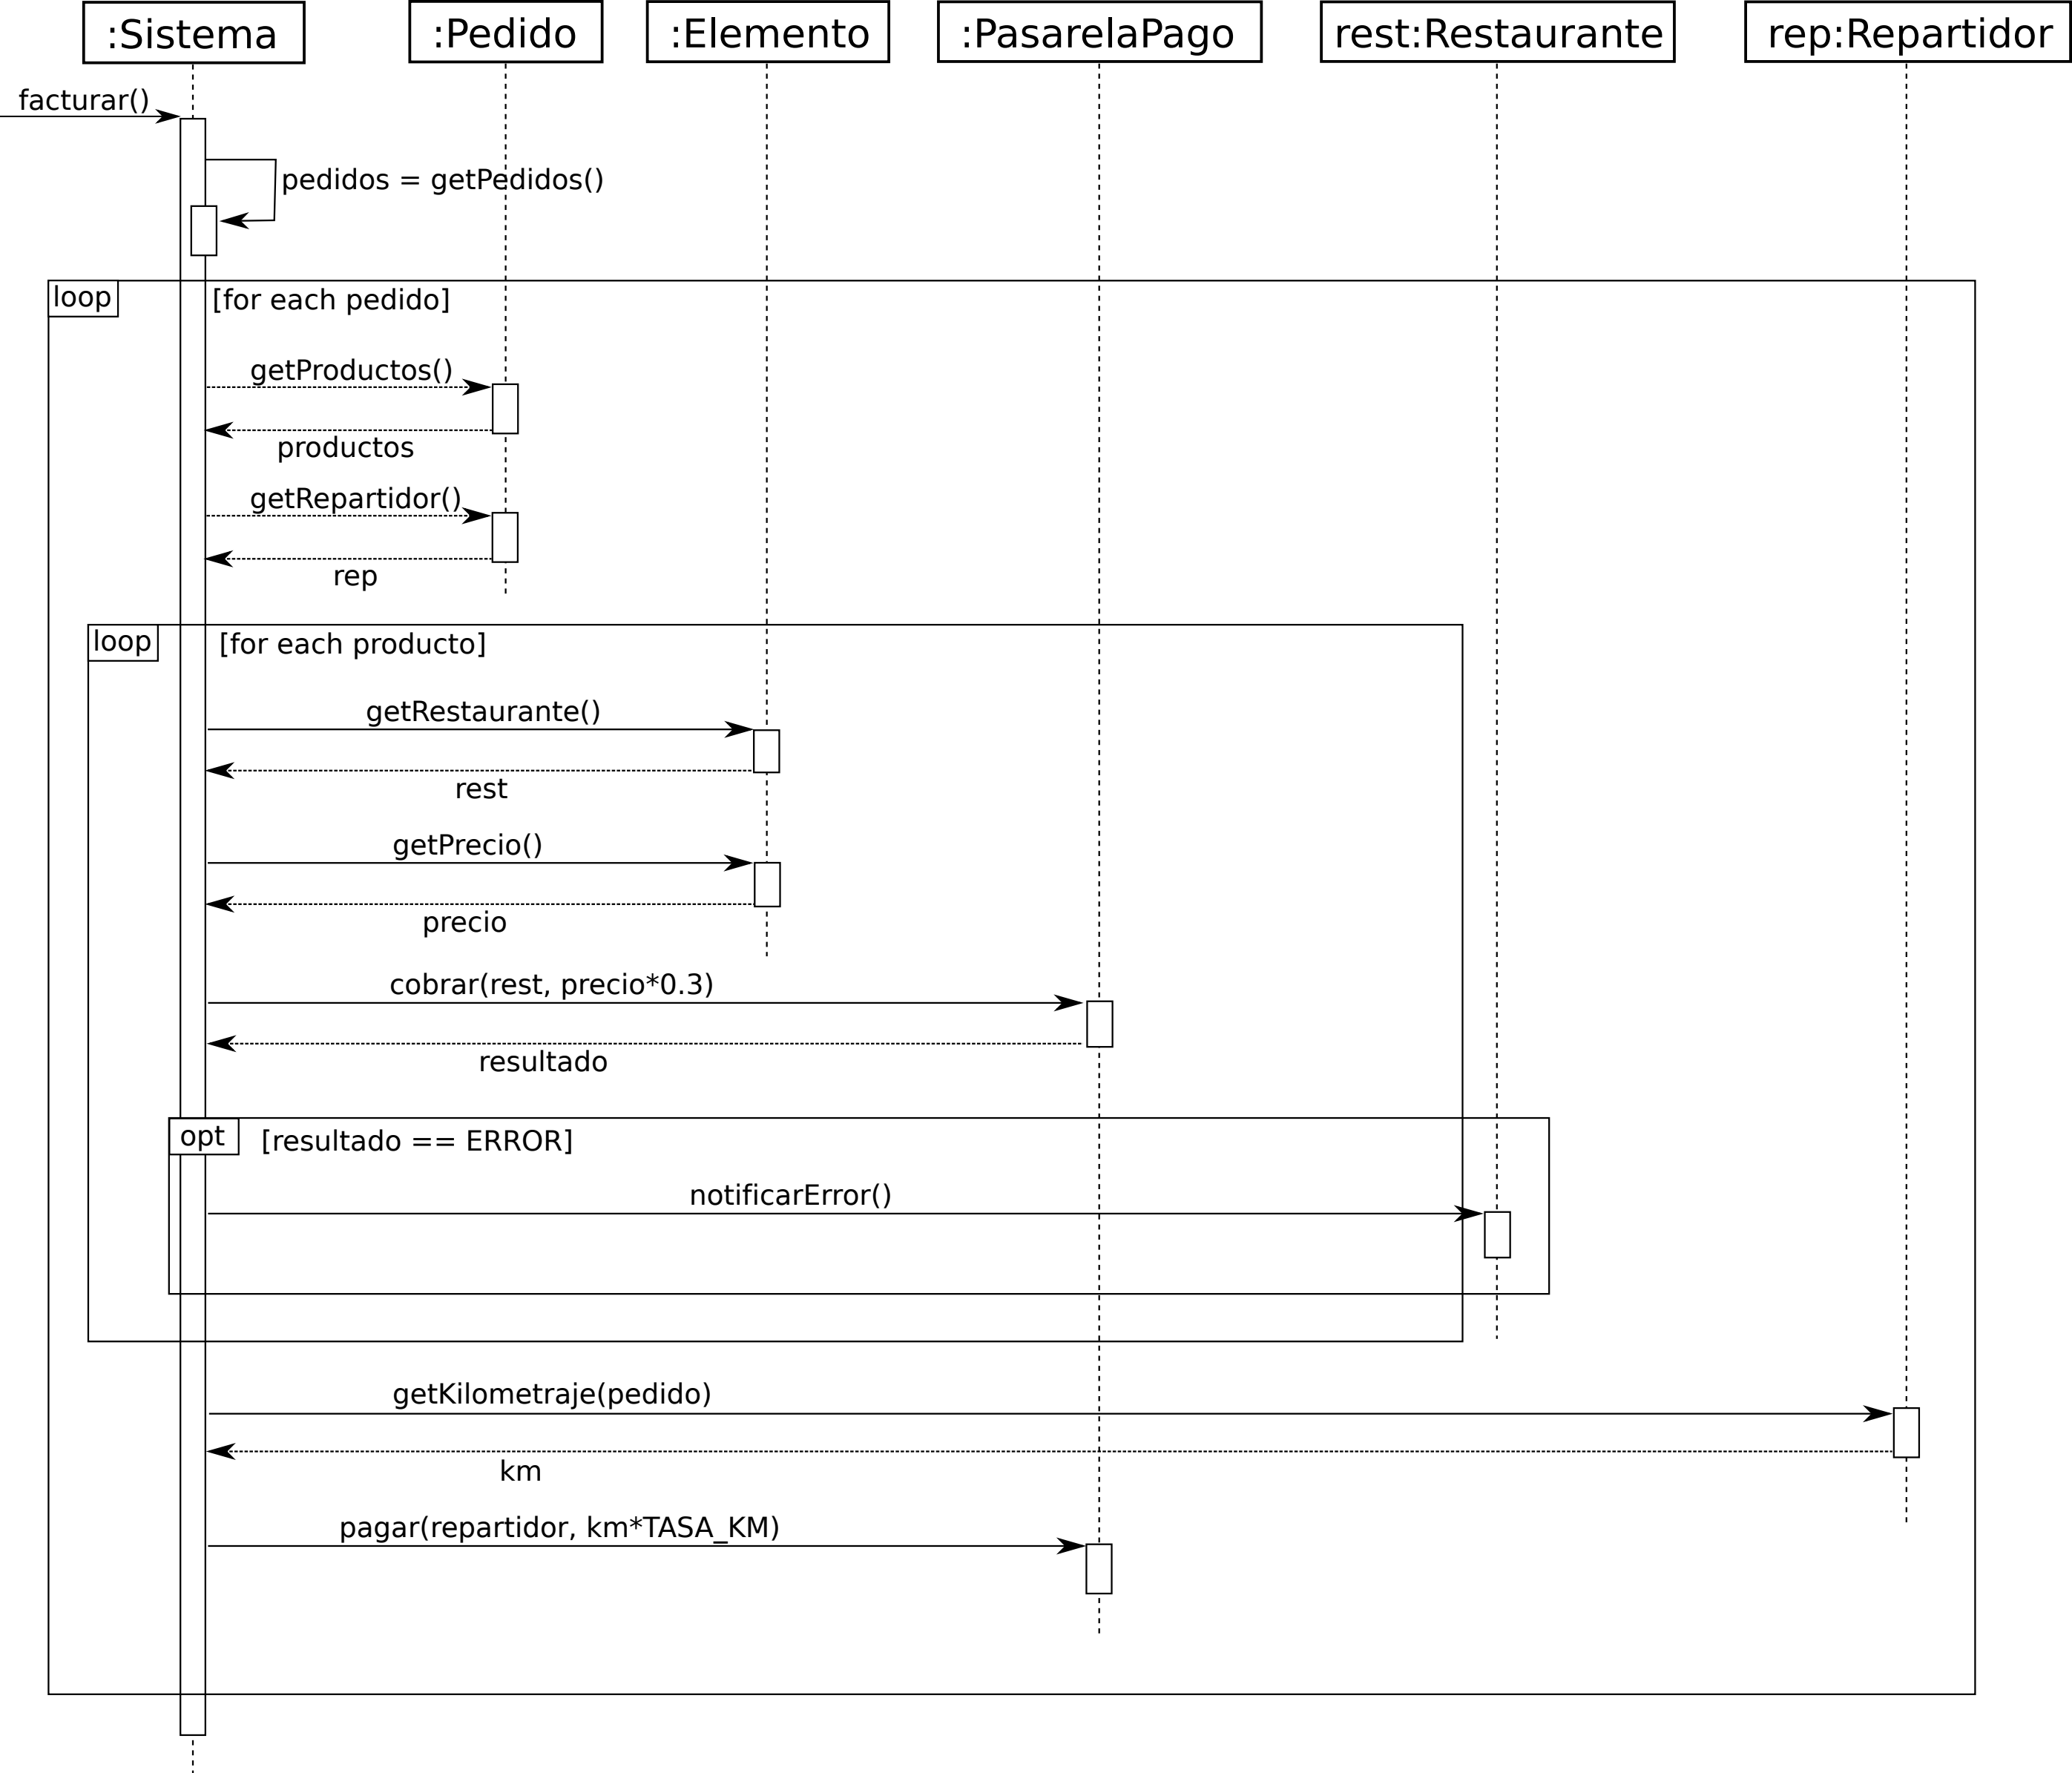 :Sistema
:Pedido
:Elemento
:PasarelaPago
rest:Restaurante
rep:Repartidor
facturar()
pedidos = getPedidos()
loop
[for each pedido]
getProductos()
productos
getRepartidor()
rep
loop
[for each producto]
getRestaurante()
rest
getPrecio()
precio
cobrar(rest, precio*0.3)
resultado
opt
[resultado == ERROR]
notificarError()
getKilometraje(pedido)
km
pagar(repartidor, km*TASA_KM)